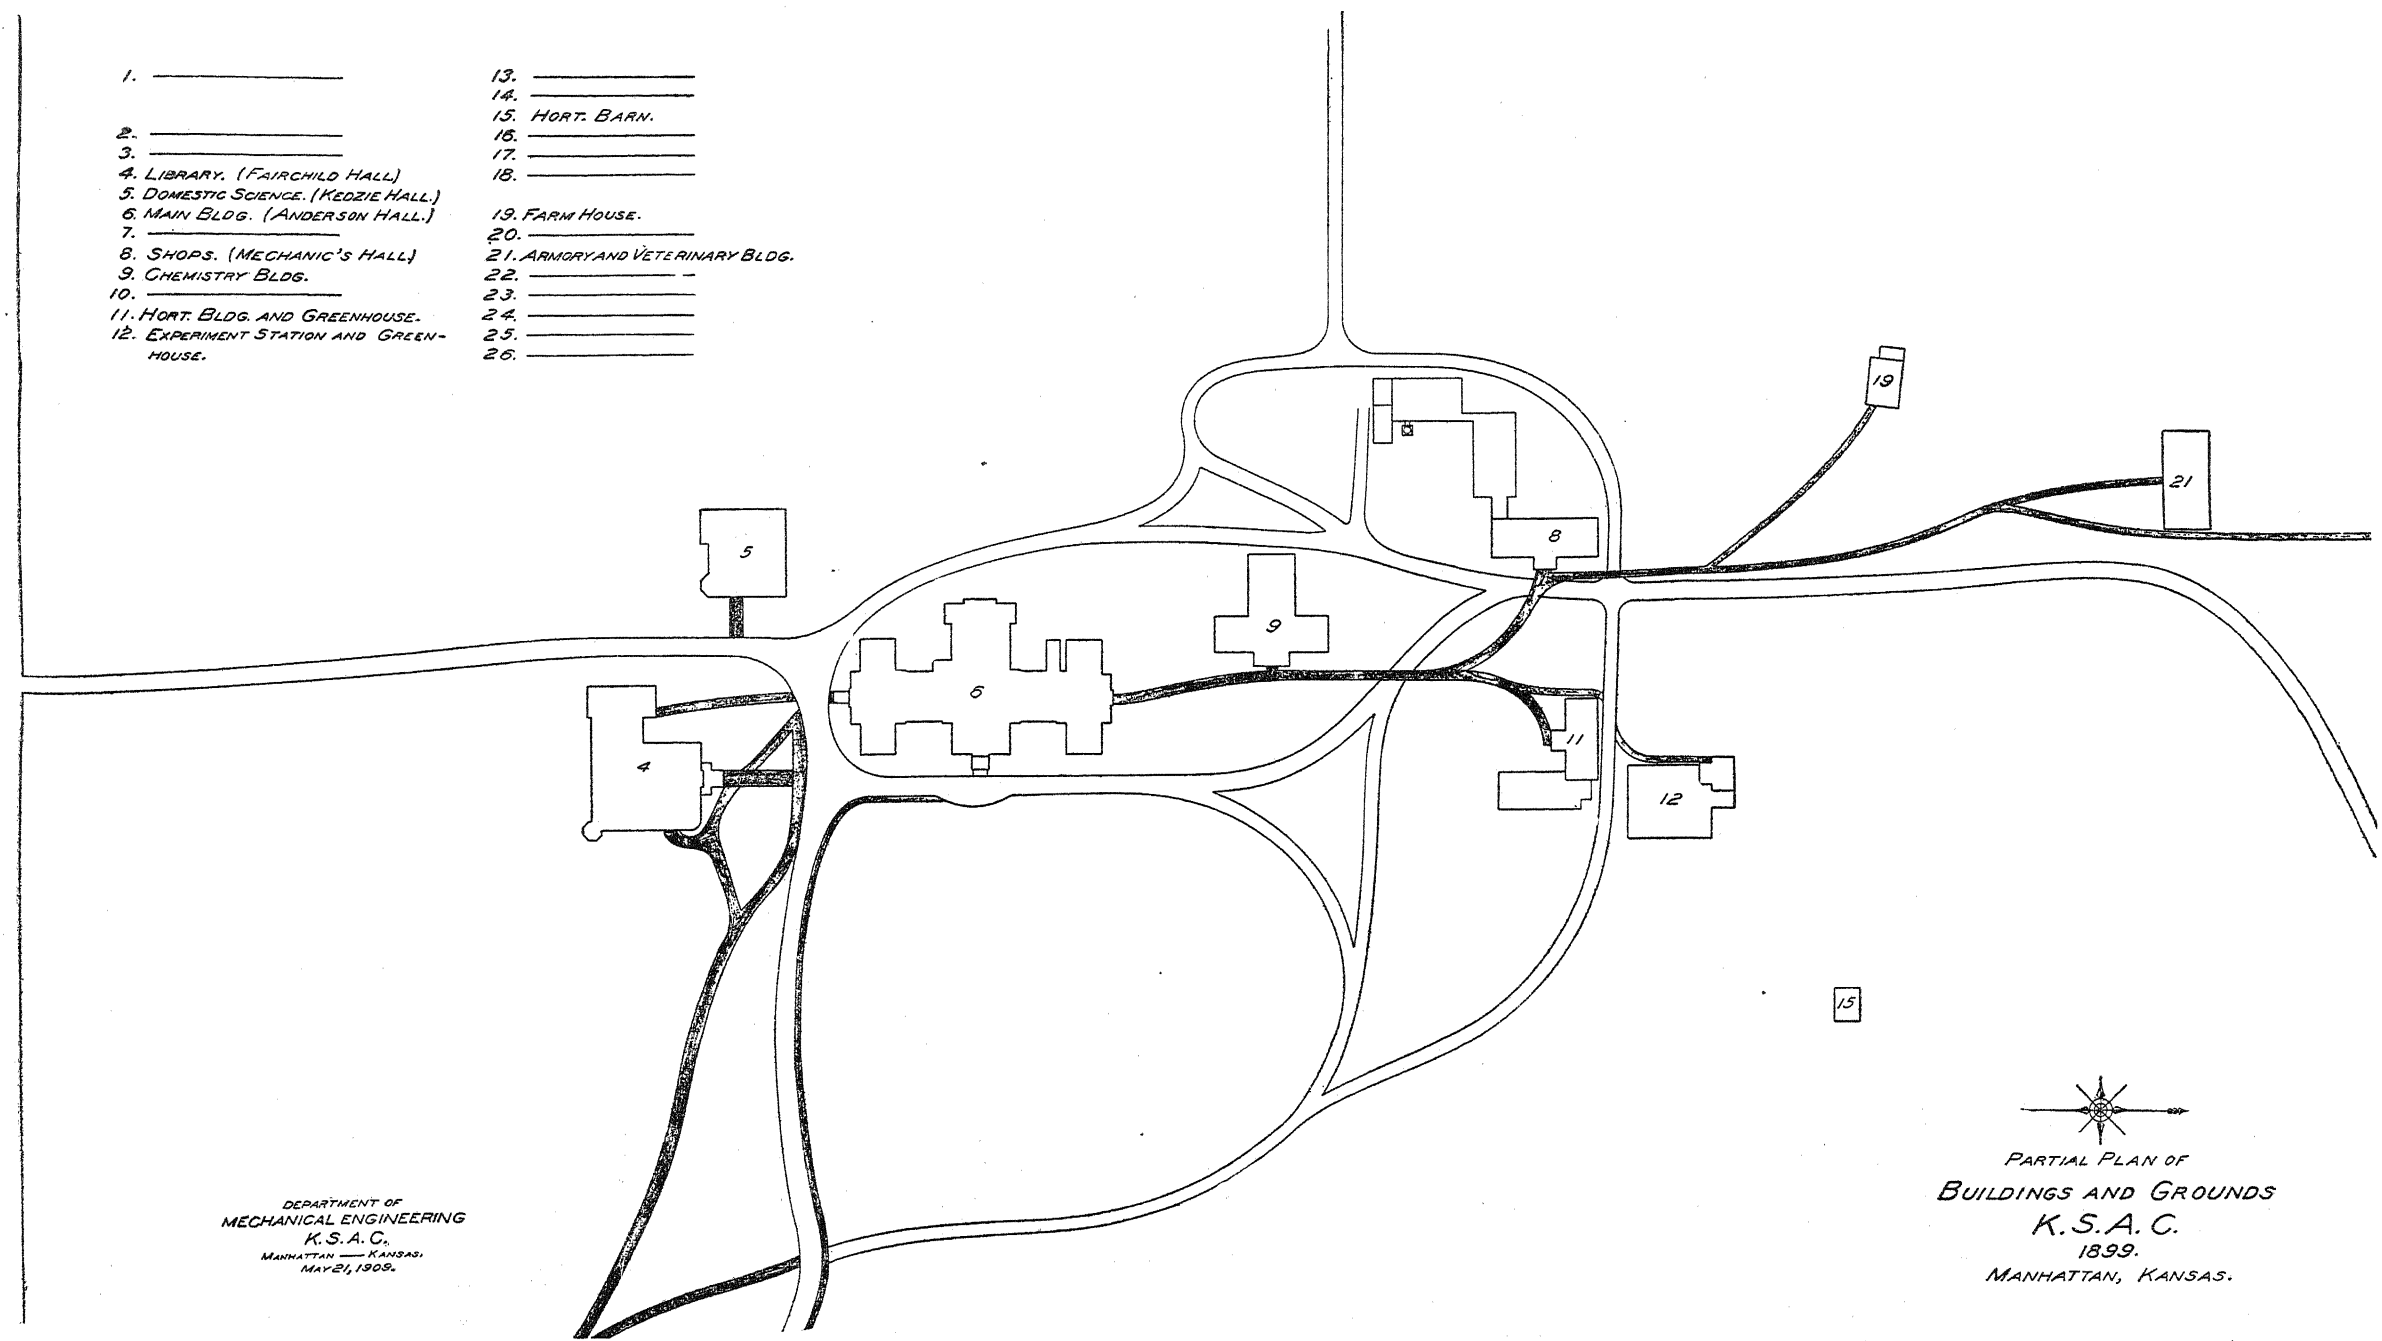 1.
2.
3.
4. LIBRARY. (FAIRCHILD HALL)
5. DOMESTIC SCIENCE. (KEDZIE HALL.)
6. MAIN BLDG. (ANDERSON HALL.)
7.
8. SHOPS. (MECHANIC'S HALL)
9. CHEMISTRY BLDG.
10.
11. HORT. BLDG. AND GREENHOUSE.
12. EXPERIMENT STATION AND GREEN-
HOUSE.
13.
14.
15. HORT. BARN.
16.
17.
18.
19. FARM HOUSE.
20.
21. ARMORY AND VETERINARY BLDG.
22.
23.
24.
25.
26.
19
21
5
8
9
6
11
4
12
15
DEPARTMENT OF
MECHANICAL ENGINEERING
K.S.A.C.
MANHATTAN — KANSAS.
MAY 21, 1909.
PARTIAL PLAN OF
BUILDINGS AND GROUNDS
K.S.A.C.
1899.
MANHATTAN, KANSAS.